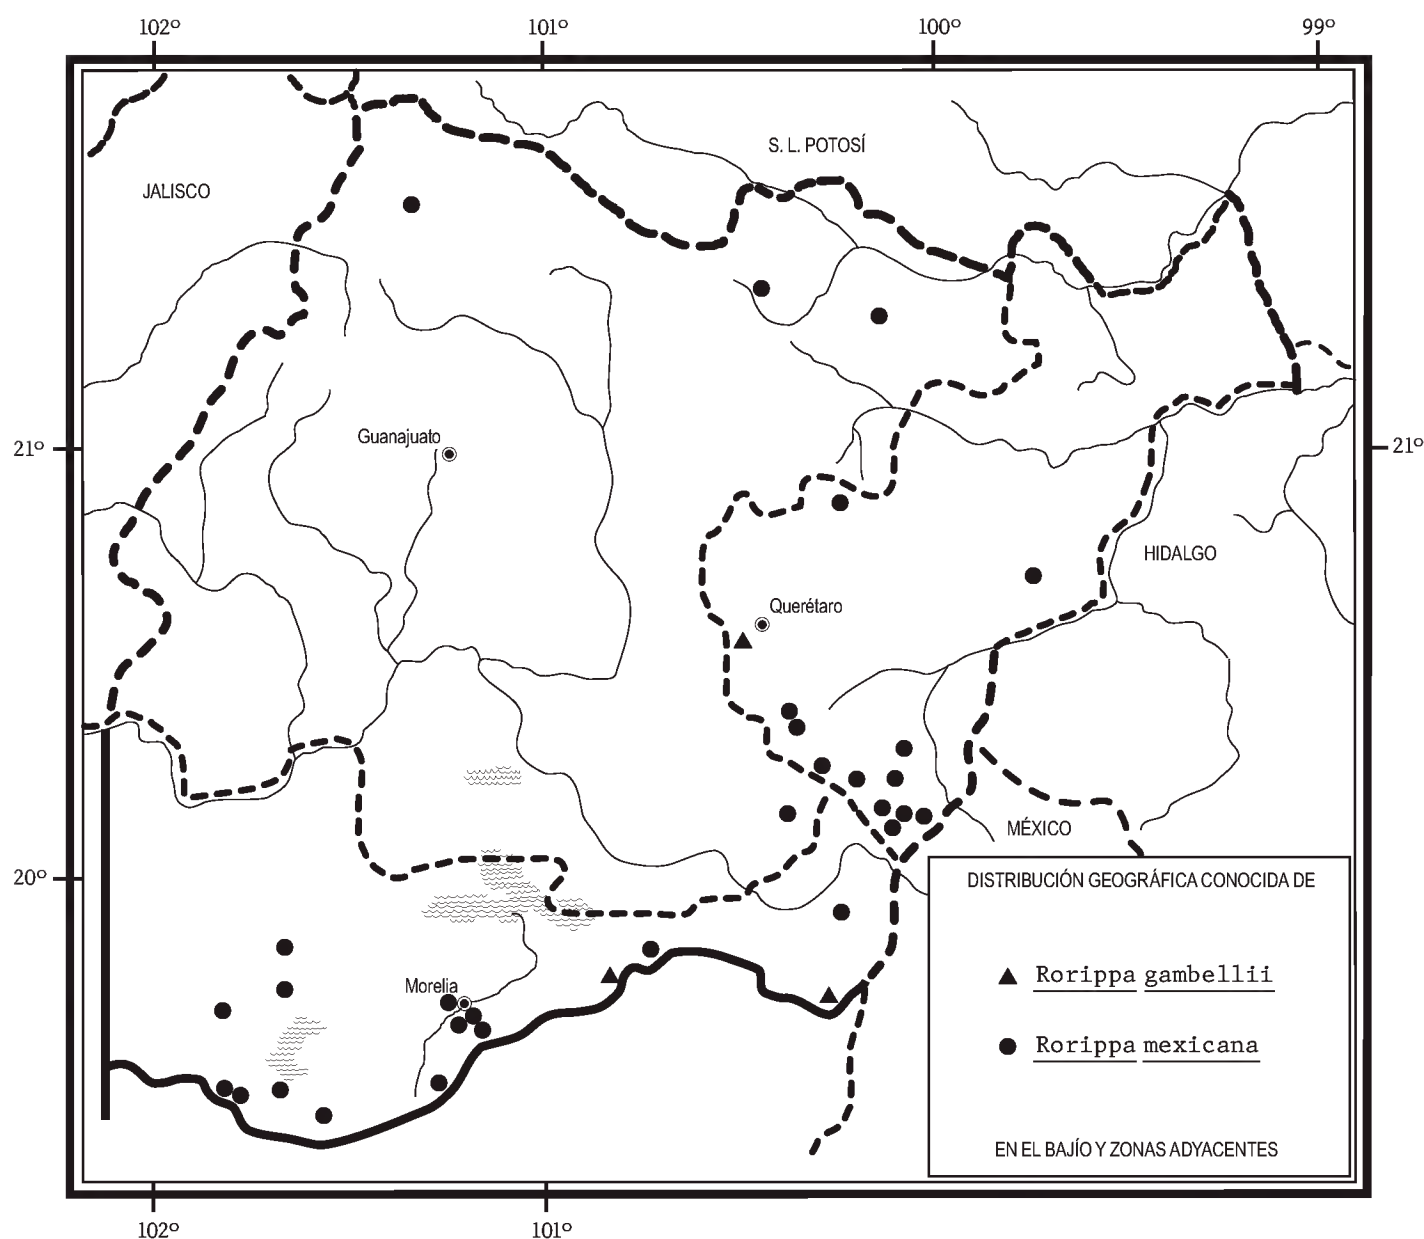 102º 101º 100º 99º
S. L. POTOSÍ
JALISCO
Guanajuato
21º
21º
HIDALGO
Querétaro
MÉXICO
20º
DISTRIBUCIÓN GEOGRÁFICA CONOCIDA DE
Rorippa gambellii
Morelia
Rorippa mexicana
EN EL BAJÍO Y ZONAS ADYACENTES
102º 101º